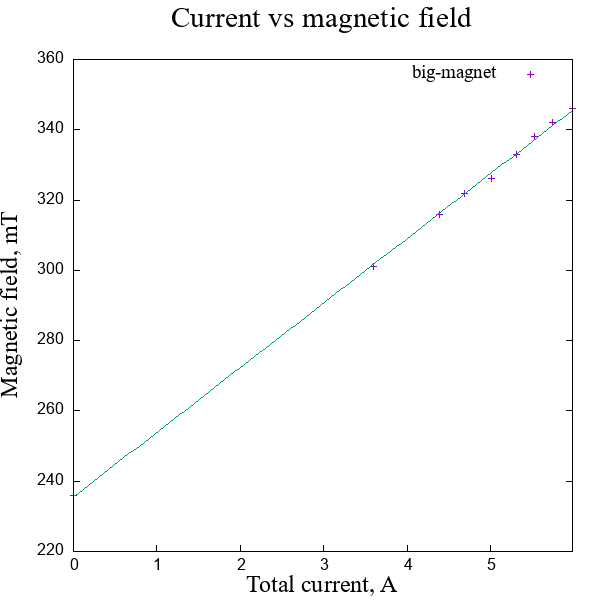 Current vs magnetic field
big-magnet
360
340
320
300
280
260
240
220
Magnetic field, mT
0 1 2 3 4 5
Total current, A